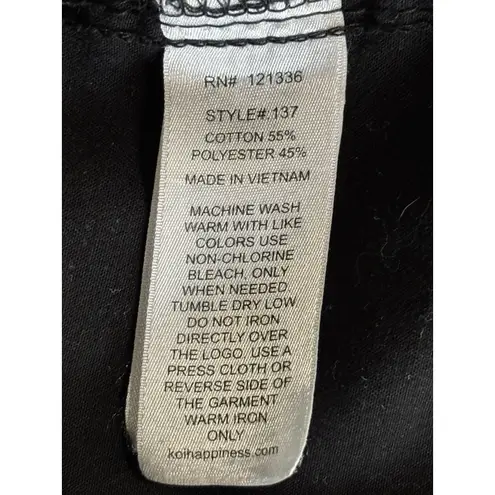 RN# 121336
STYLE#.137
COTTON 55%
POLYESTER 45%
MADE IN VIETNAM
MACHINE WASH
WARM WITH LIKE
COLORS USE
NON-CHLORINE
BLEACH, ONLY
WHEN NEEDED.
TUMBLE DRY LOW
DO NOT IRON
DIRECTLY OVER
THE LOGO. USE A
PRESS CLOTH OR
REVERSE SIDE OF
THE GARMENT
WARM IRON
ONLY
koihappiness.com